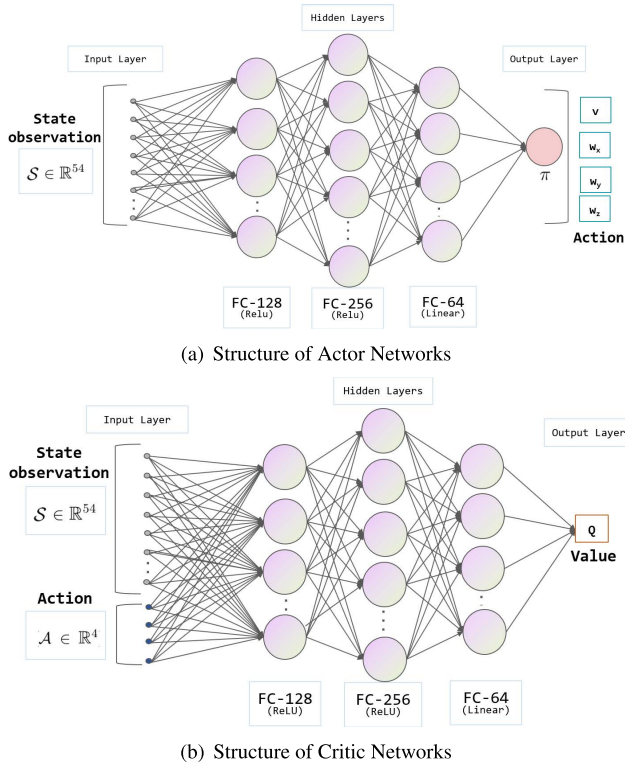 Hidden Layers
Input Layer
Output Layer
State
observation
𝒮 ∈ ℝ⁵⁴
v
wₓ
w_y
w_z
π
Action
FC-128
(Relu)
FC-256
(Relu)
FC-64
(Linear)
(a) Structure of Actor Networks
Hidden Layers
Input Layer
Output Layer
State
observation
𝒮 ∈ ℝ⁵⁴
Q
Value
Action
𝒜 ∈ ℝ⁴
FC-128
(ReLU)
FC-256
(ReLU)
FC-64
(Linear)
(b) Structure of Critic Networks